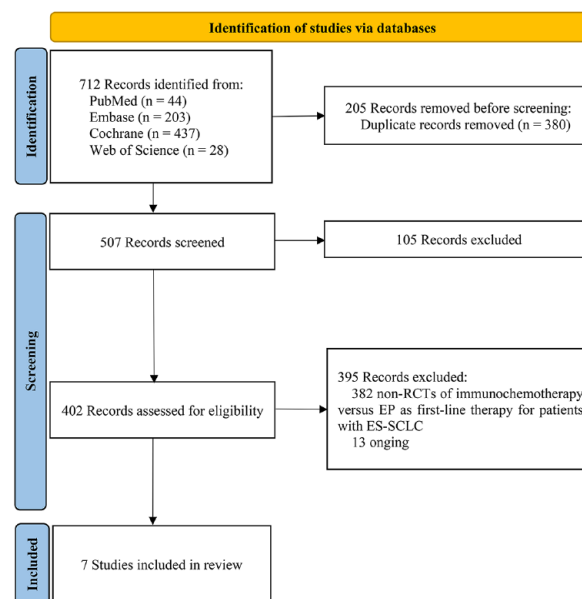 Identification of studies via databases
Identification
712 Records identified from:
PubMed (n = 44)
Embase (n = 203)
Cochrane (n = 437)
Web of Science (n = 28)
205 Records removed before screening:
Duplicate records removed (n = 380)
Screening
507 Records screened
105 Records excluded
402 Records assessed for eligibility
395 Records excluded:
382 non-RCTs of immunochemotherapy
versus EP as first-line therapy for patients
with ES-SCLC
13 onging
Included
7 Studies included in review